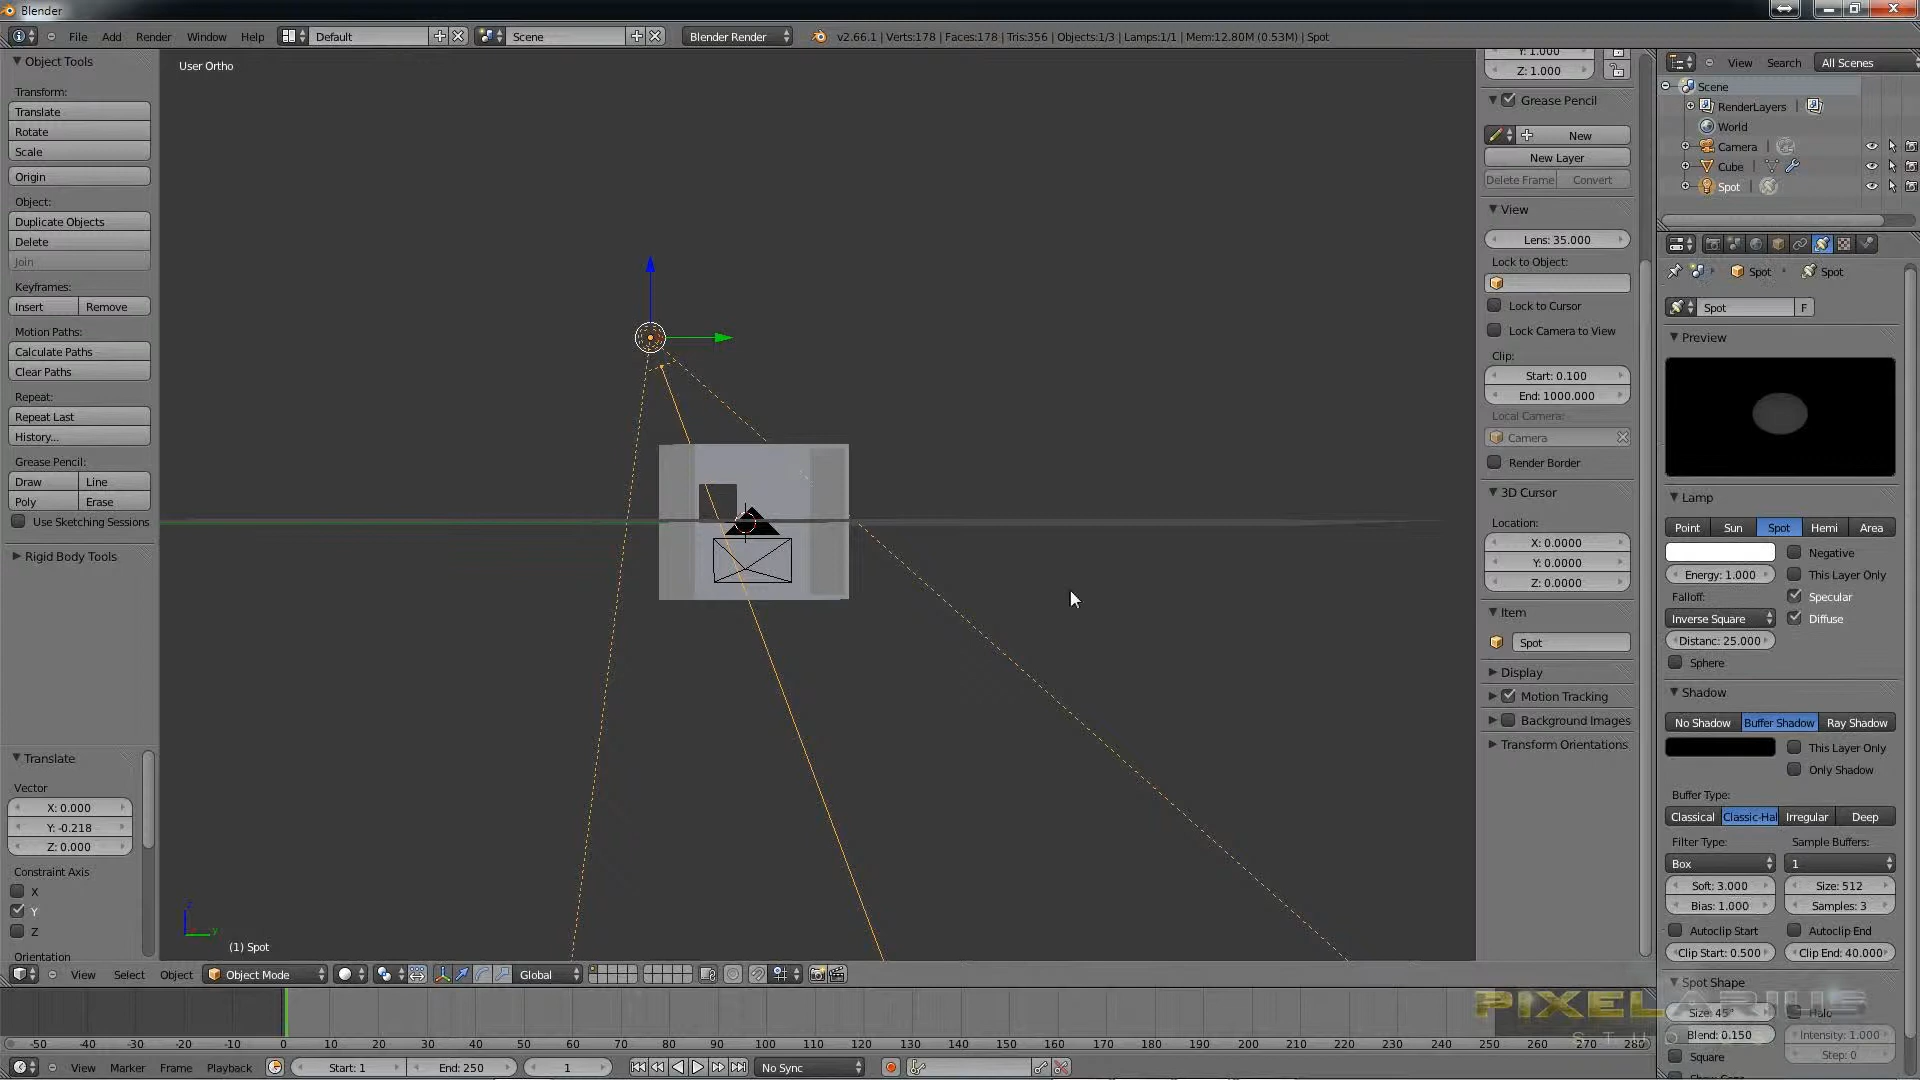 Blender
File Add Render Window Help Default Scene Blender Render v2.66.1 | Verts:178 | Faces:178 | Tris:356 | Objects:1/3 | Lamps:1/1 | Mem:12.80M (0.53M) | Spot
Object Tools
Transform:
Translate
Rotate
Scale
Origin
Object:
Duplicate Objects
Delete
Join
Keyframes:
Insert Remove
Motion Paths:
Calculate Paths
Clear Paths
Repeat:
Repeat Last
History...
Grease Pencil:
Draw Line
Poly Erase
Use Sketching Sessions
Rigid Body Tools
Translate
Vector
X: 0.000
Y: -0.218
Z: 0.000
Constraint Axis
X
Y
Z
Orientation
User Ortho
z
y
(1) Spot
View Select Object Object Mode Global
Y: 1.000
Z: 1.000
Grease Pencil
New
New Layer
Delete Frame Convert
View
Lens: 35.000
Lock to Object:
Lock to Cursor
Lock Camera to View
Clip:
Start: 0.100
End: 1000.000
Local Camera:
Camera
Render Border
3D Cursor
Location:
X: 0.0000
Y: 0.0000
Z: 0.0000
Item
Spot
Display
Motion Tracking
Background Images
Transform Orientations
View Search All Scenes
Scene
RenderLayers
World
Camera
Cube
Spot
Spot Spot
Spot F
Preview
Lamp
Point Sun Spot Hemi Area
Negative
Energy: 1.000 This Layer Only
Falloff: Specular
Inverse Square Diffuse
Distanc: 25.000
Sphere
Shadow
No Shadow Buffer Shadow Ray Shadow
This Layer Only
Only Shadow
Buffer Type:
Classical Classic-Hal Irregular Deep
Filter Type: Sample Buffers:
Box 1
Soft: 3.000 Size: 512
Bias: 1.000 Samples: 3
Autoclip Start Autoclip End
Clip Start: 0.500 Clip End: 40.000
Spot Shape
Size: 45° Halo
Blend: 0.150 Intensity: 1.000
Square Step: 0
PIXELARIUS
-50 -40 -30 -20 -10 0 10 20 30 40 50 60 70 80 90 100 110 120 130 140 150 160 170 180 190 200 210 220 230 240 250 260 270 280
View Marker Frame Playback Start: 1 End: 250 1 No Sync